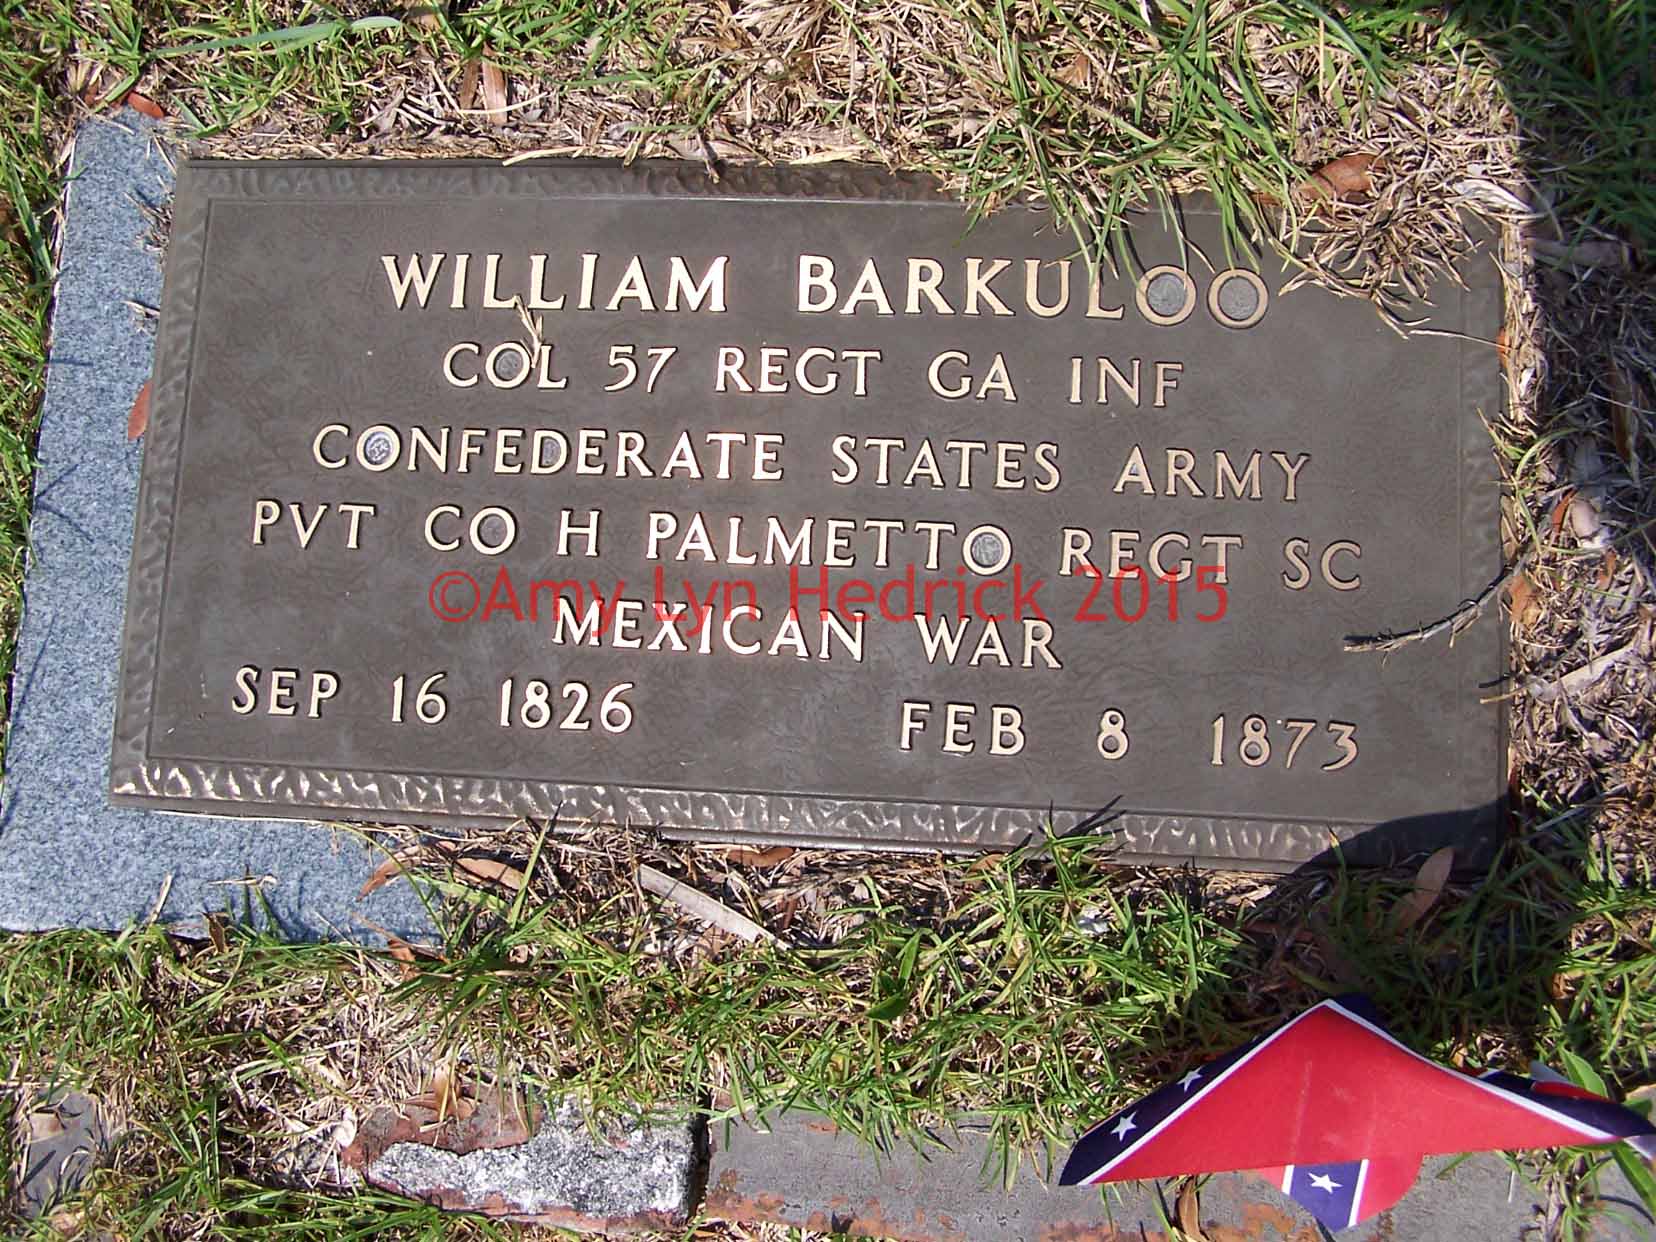 WILLIAM BARKULOO
COL 57 REGT GA INF
CONFEDERATE STATES ARMY
PVT CO H PALMETTO REGT SC
©Amy Lyn Hedrick 2015
MEXICAN WAR
SEP 16 1826 FEB 8 1873